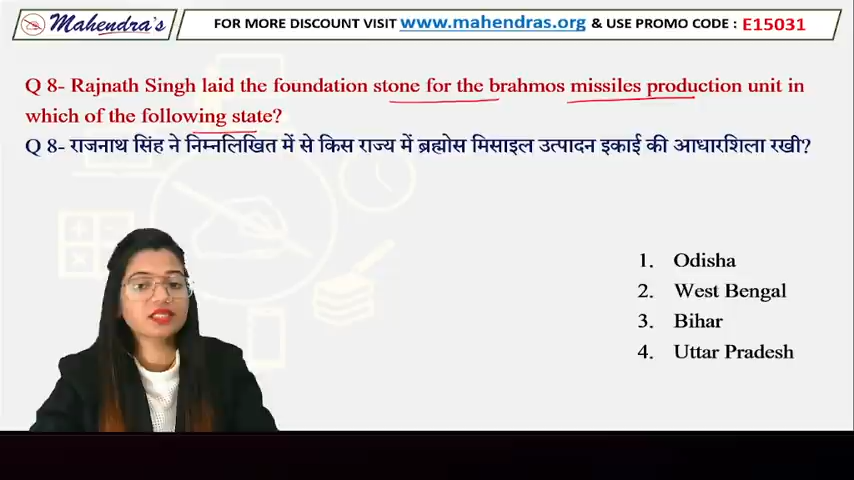 Mahendra's
FOR MORE DISCOUNT VISIT www.mahendras.org & USE PROMO CODE : E15031
Q 8- Rajnath Singh laid the foundation stone for the brahmos missiles production unit in
which of the following state?
Q 8- राजनाथ सिंह ने निम्नलिखित में से किस राज्य में ब्रह्मोस मिसाइल उत्पादन इकाई की आधारशिला रखी?
1. Odisha
2. West Bengal
3. Bihar
4. Uttar Pradesh